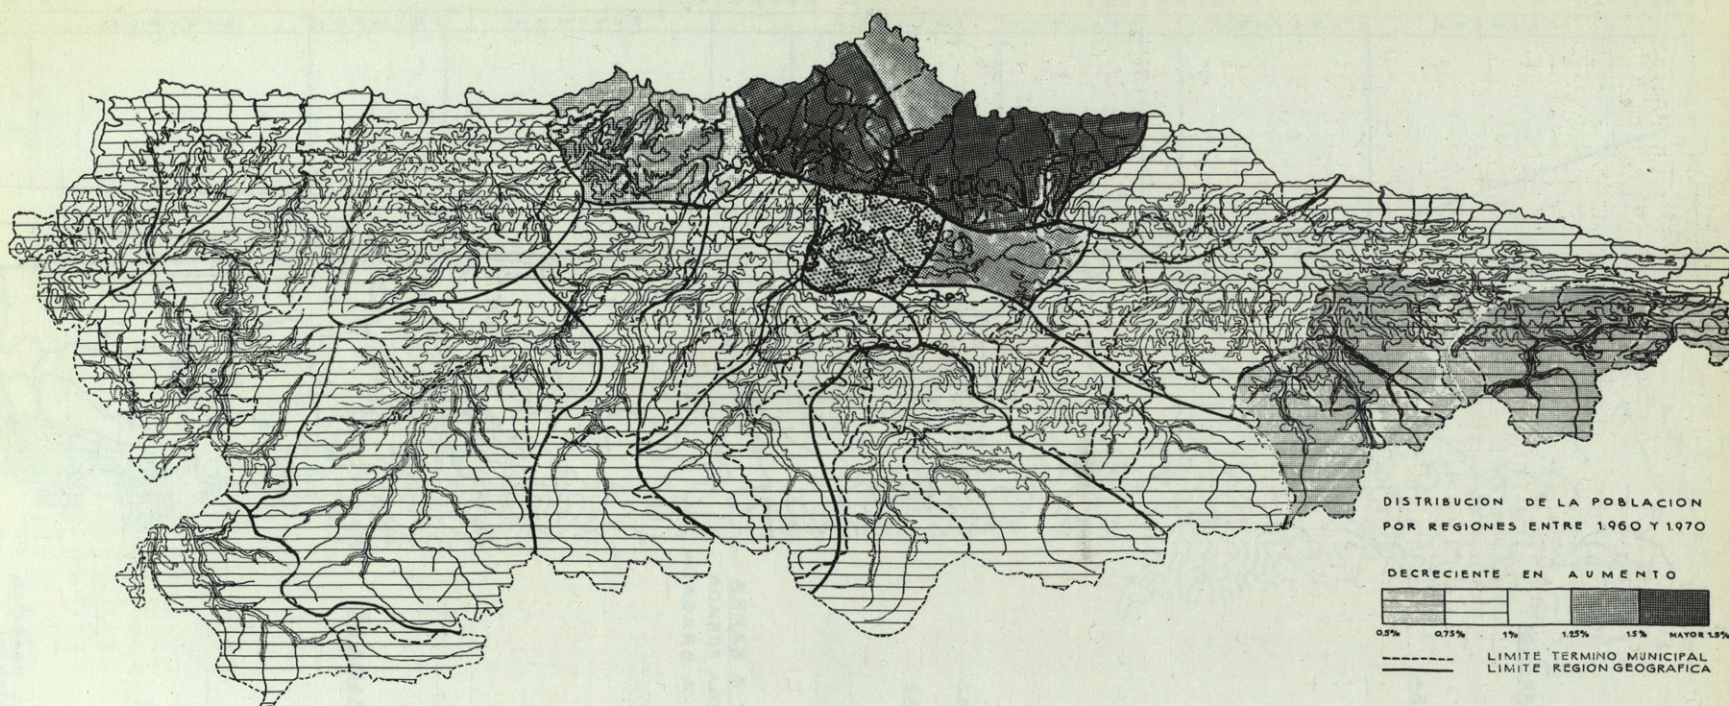 DISTRIBUCION DE LA POBLACION
POR REGIONES ENTRE 1.960 Y 1.970
DECRECIENTE EN AUMENTO
0.5% 0.75% 1% 1.25% 1.5% MAYOR 1.5%
LIMITE TERMINO MUNICIPAL
LIMITE REGION GEOGRAFICA